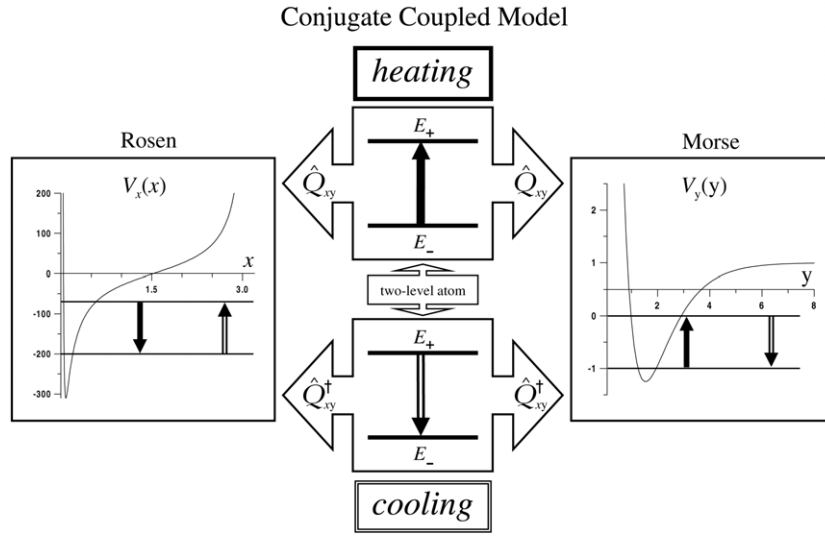 Conjugate Coupled Model
heating
Rosen
V_x(x)
200
100
0
-100
-200
-300
1.5
3.0
x
E_+
E_-
Q̂_xy
Q̂_xy
two-level atom
E_+
E_-
Q̂†_xy
Q̂†_xy
cooling
Morse
V_y(y)
2
1
0
-1
2
4
6
8
y